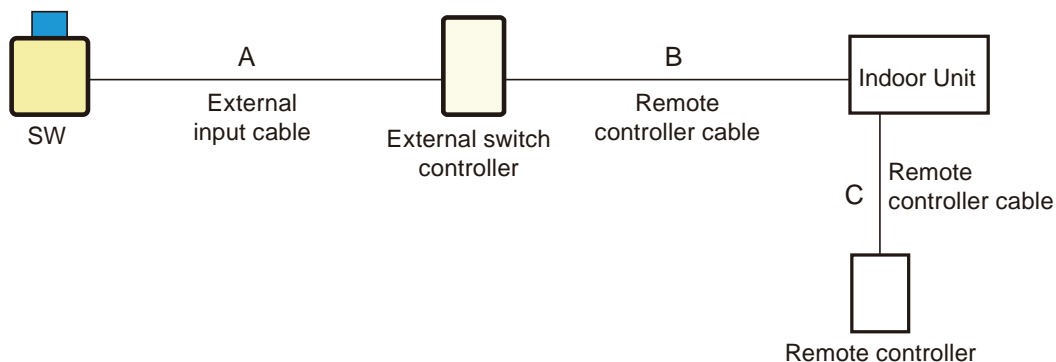 A
B
External
input cable
Remote
controller cable
Indoor Unit
SW
External switch
controller
C
Remote
controller cable
Remote controller